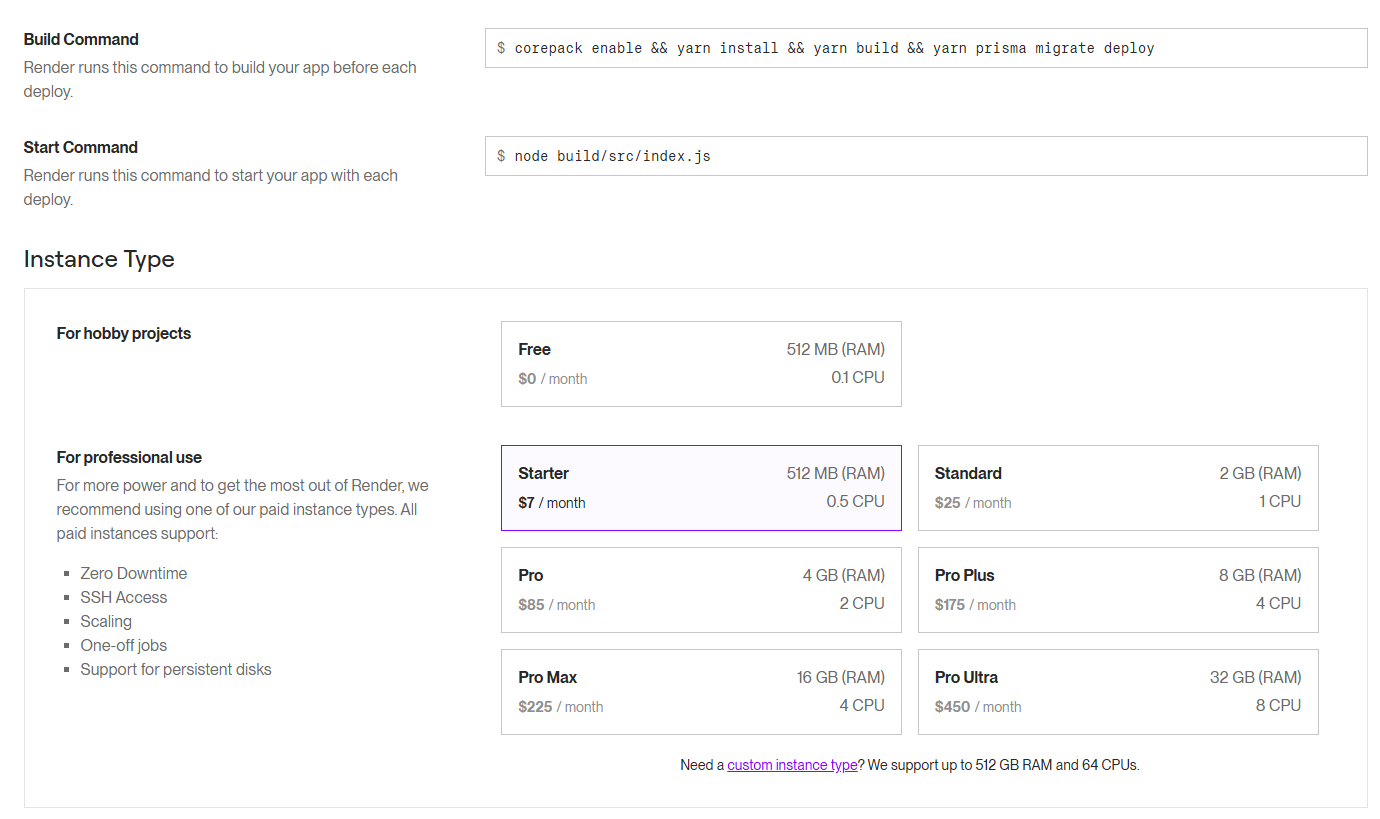 Build Command
$ corepack enable && yarn install && yarn build && yarn prisma migrate deploy
Render runs this command to build your app before each
deploy.
Start Command
$ node build/src/index.js
Render runs this command to start your app with each
deploy.
Instance Type
For hobby projects
Free 512 MB (RAM)
$0 / month 0.1 CPU
For professional use
For more power and to get the most out of Render, we
recommend using one of our paid instance types. All
paid instances support:
▪ Zero Downtime
▪ SSH Access
▪ Scaling
▪ One-off jobs
▪ Support for persistent disks
Starter 512 MB (RAM)
$7 / month 0.5 CPU
Standard 2 GB (RAM)
$25 / month 1 CPU
Pro 4 GB (RAM)
$85 / month 2 CPU
Pro Plus 8 GB (RAM)
$175 / month 4 CPU
Pro Max 16 GB (RAM)
$225 / month 4 CPU
Pro Ultra 32 GB (RAM)
$450 / month 8 CPU
Need a custom instance type? We support up to 512 GB RAM and 64 CPUs.